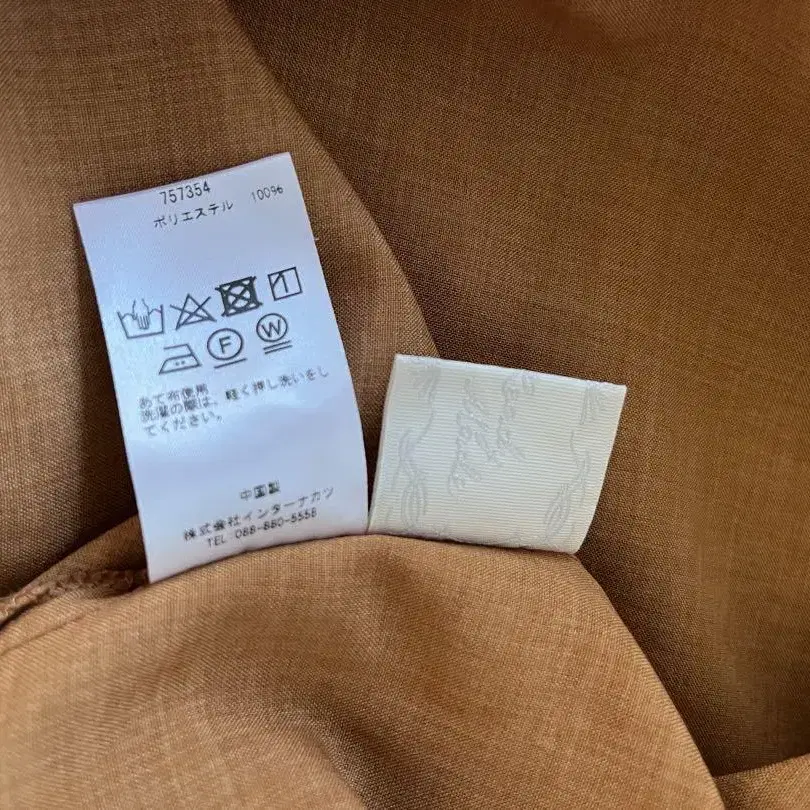 757354
ポリエステル 100%
F
W
あて布使用
洗濯の際は、軽く押し洗いをし
てください。
中国製
株式会社インターナカツ
TEL 088-880-5558